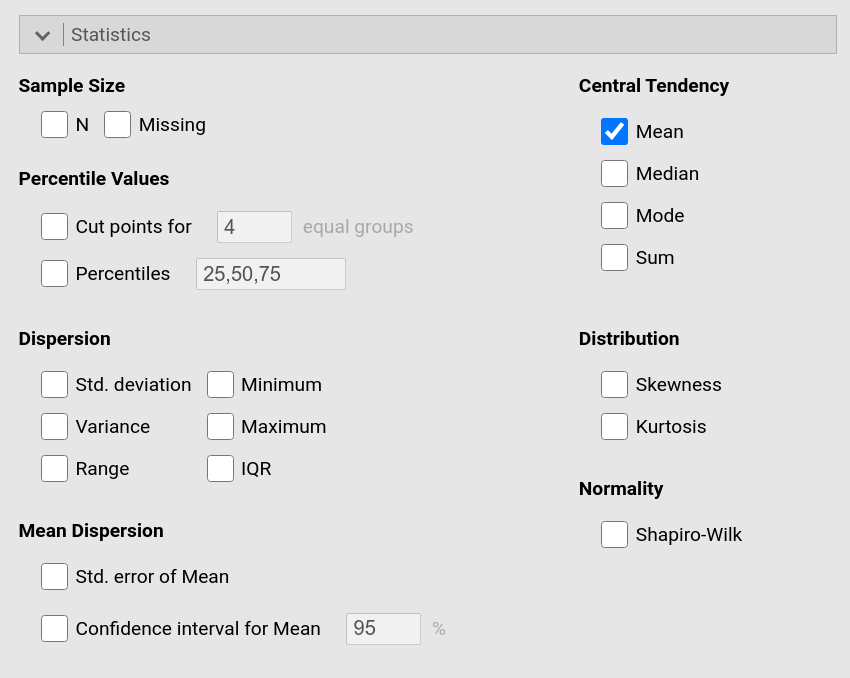 Statistics
Sample Size
N Missing
Percentile Values
Cut points for 4 equal groups
Percentiles 25,50,75
Dispersion
Std. deviation Minimum
Variance Maximum
Range IQR
Mean Dispersion
Std. error of Mean
Confidence interval for Mean 95 %
Central Tendency
Mean
Median
Mode
Sum
Distribution
Skewness
Kurtosis
Normality
Shapiro-Wilk